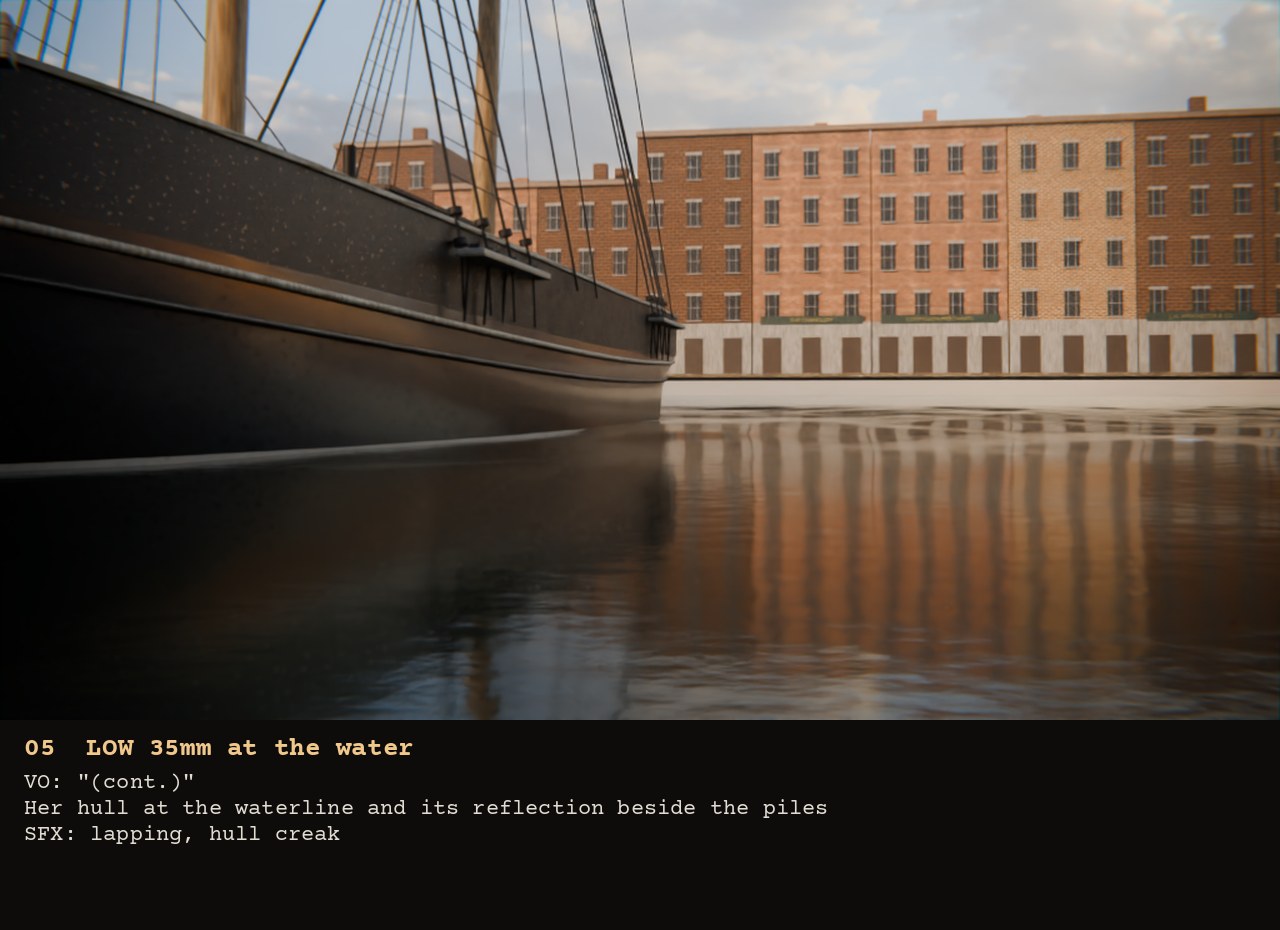 05 LOW 35mm at the water
VO: "(cont.)"
Her hull at the waterline and its reflection beside the piles
SFX: lapping, hull creak